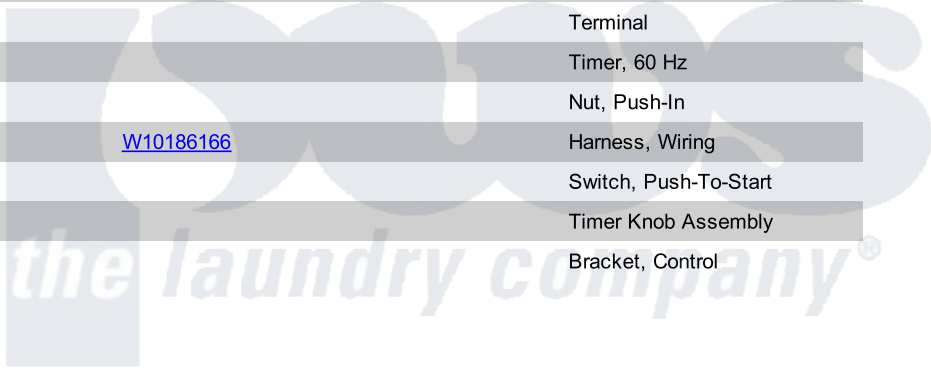 Terminal
Timer, 60 Hz
Nut, Push-In
W10186166 Harness, Wiring
Switch, Push-To-Start
Timer Knob Assembly
Bracket, Control
the laundry company®